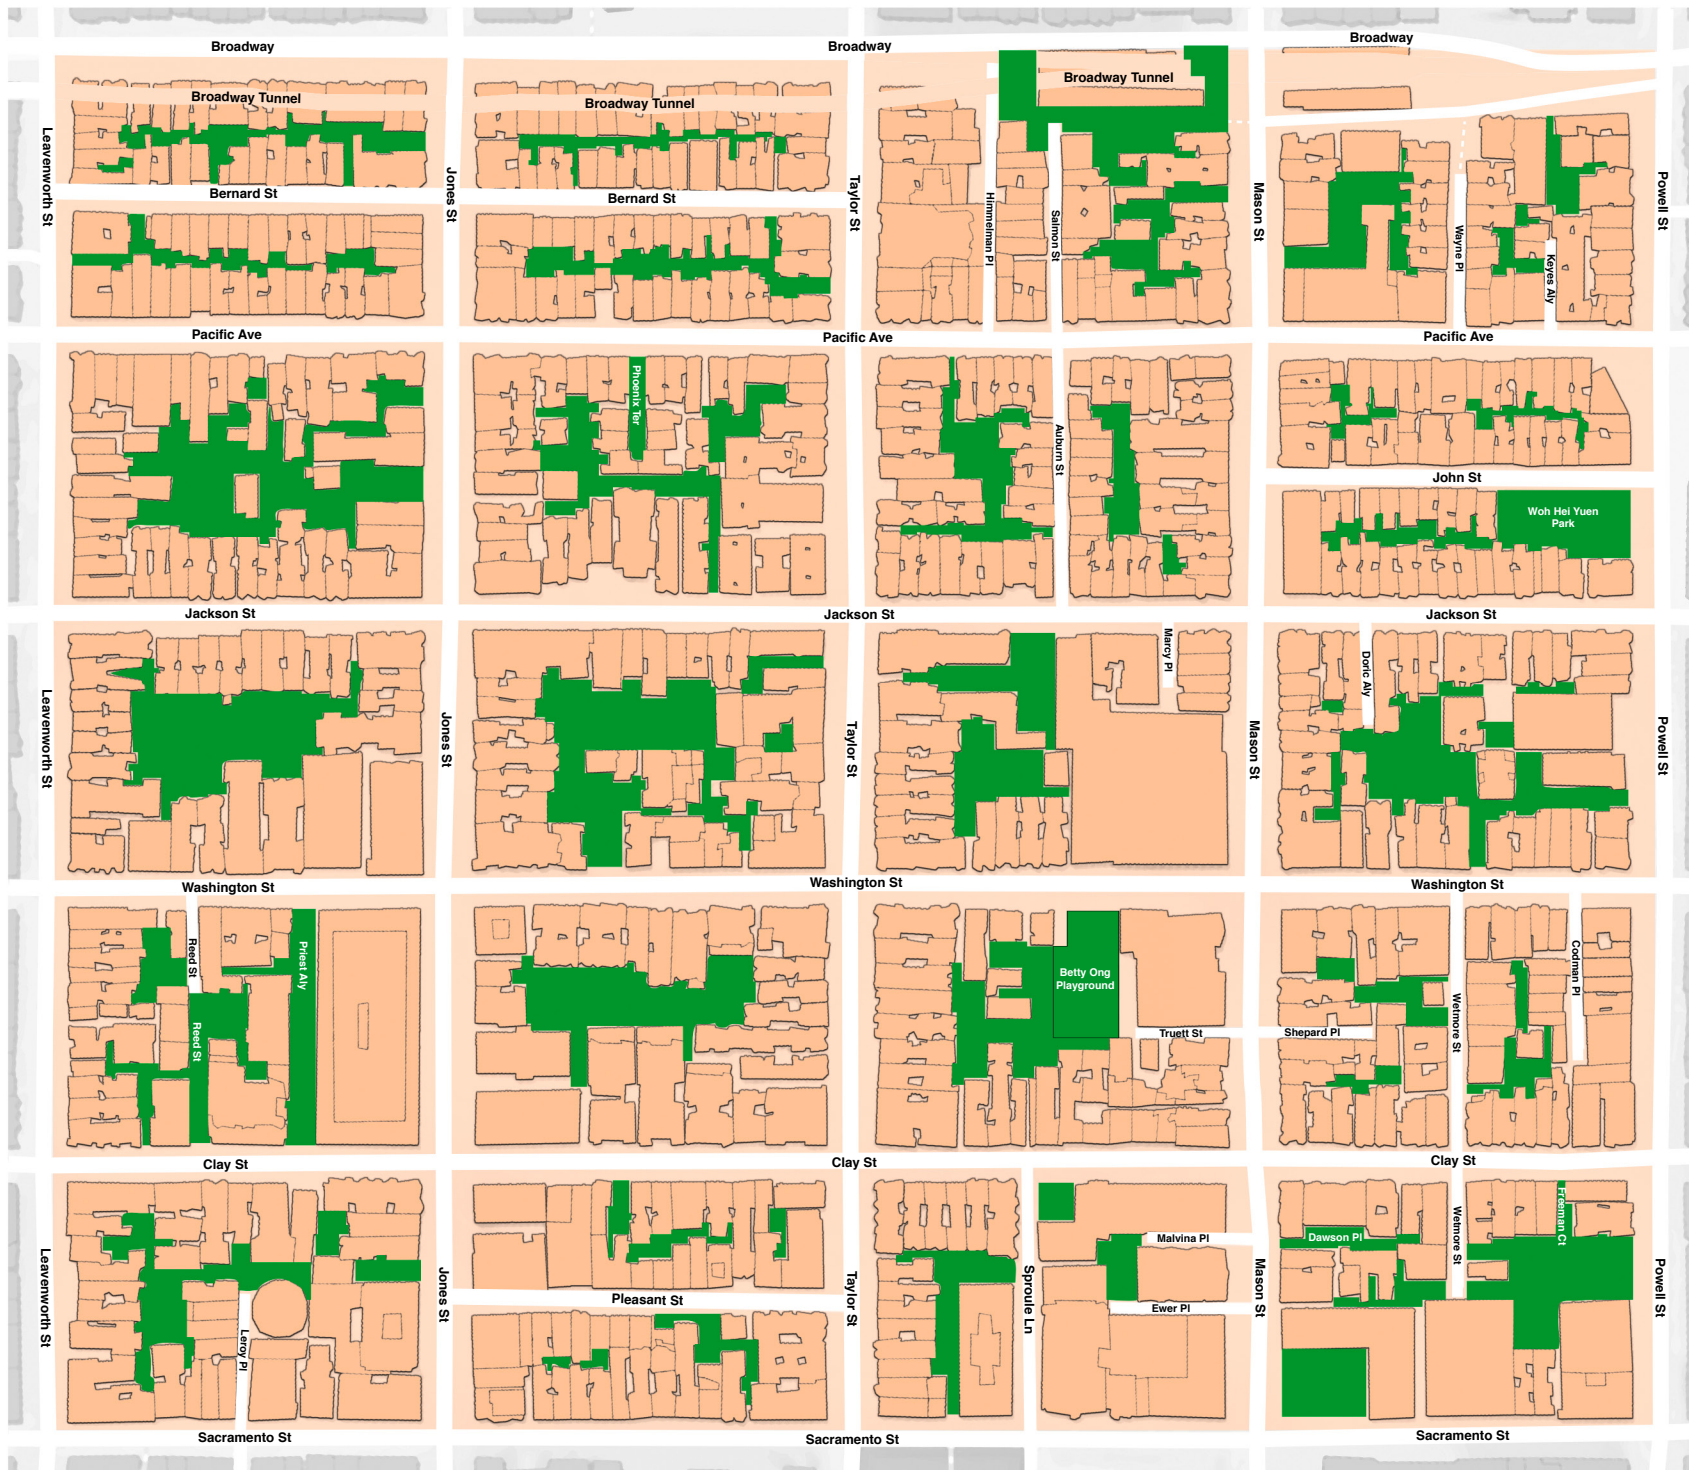 Broadway
Broadway
Broadway
Broadway Tunnel
Broadway Tunnel
Broadway Tunnel
Leavenworth St
Jones St
Taylor St
Himmelman Pl
Salmon St
Mason St
Wayne Pl
Keyes Aly
Powell St
Bernard St
Bernard St
Pacific Ave
Pacific Ave
Pacific Ave
Phoenix Ter
Auburn St
John St
Woh Hei Yuen
Park
Jackson St
Jackson St
Jackson St
Marcy Pl
Doric Aly
Leavenworth St
Jones St
Taylor St
Mason St
Powell St
Washington St
Washington St
Washington St
Reed St
Priest Aly
Reed St
Betty Ong
Playground
Truett St
Shepard Pl
Wetmore St
Codman Pl
Clay St
Clay St
Clay St
Leavenworth St
Leroy Pl
Jones St
Pleasant St
Taylor St
Sproule Ln
Malvina Pl
Ewer Pl
Mason St
Dawson Pl
Wetmore St
Freeman Ct
Powell St
Sacramento St
Sacramento St
Sacramento St